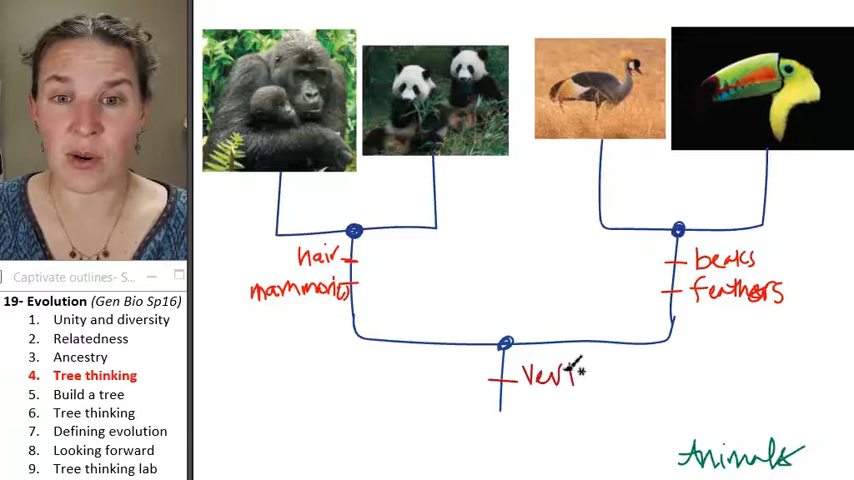 Captivate outlines- S...
19- Evolution (Gen Bio Sp16)
1. Unity and diversity
2. Relatedness
3. Ancestry
4. Tree thinking
5. Build a tree
6. Tree thinking
7. Defining evolution
8. Looking forward
9. Tree thinking lab
hair
beaks
feathers
Vert
Animals